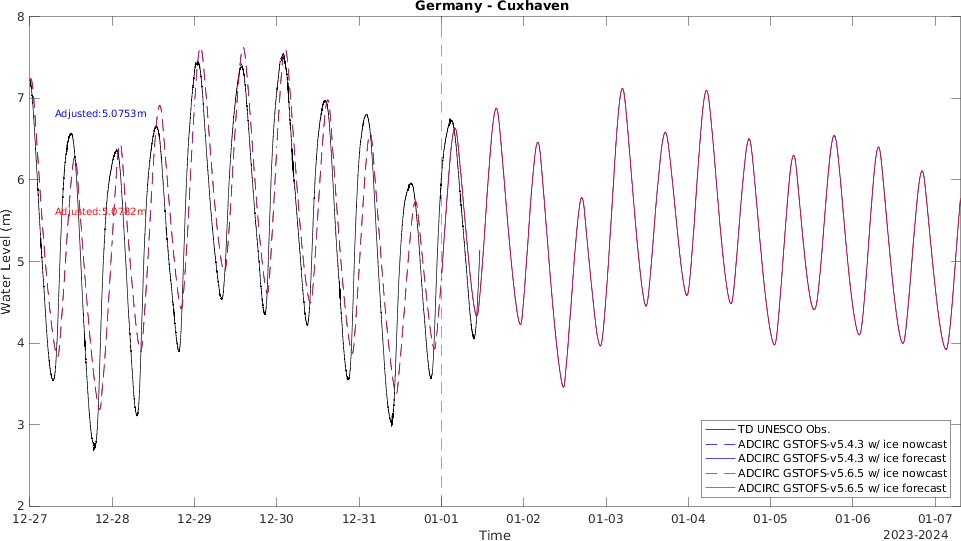 Germany - Cuxhaven
8
7
6
5
4
3
2
Water Level (m)
Adjusted:5.0753m
Adjusted:5.0782m
TD UNESCO Obs.
ADCIRC GSTOFS-v5.4.3 w/ ice nowcast
ADCIRC GSTOFS-v5.4.3 w/ ice forecast
ADCIRC GSTOFS-v5.6.5 w/ ice nowcast
ADCIRC GSTOFS-v5.6.5 w/ ice forecast
12-27 12-28 12-29 12-30 12-31 01-01 01-02 01-03 01-04 01-05 01-06 01-07
Time
2023-2024